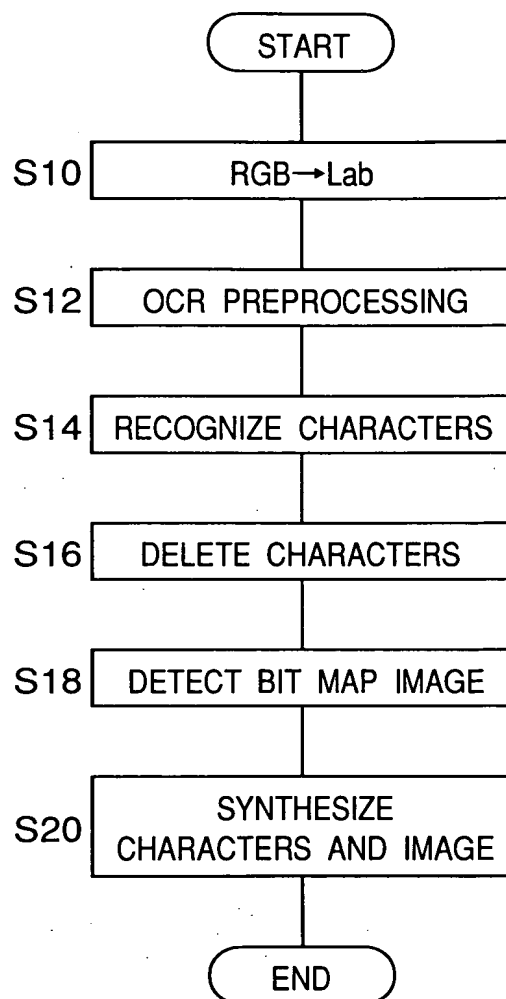 START
S10 RGB→Lab
S12 OCR PREPROCESSING
S14 RECOGNIZE CHARACTERS
S16 DELETE CHARACTERS
S18 DETECT BIT MAP IMAGE
S20 SYNTHESIZE
CHARACTERS AND IMAGE
END